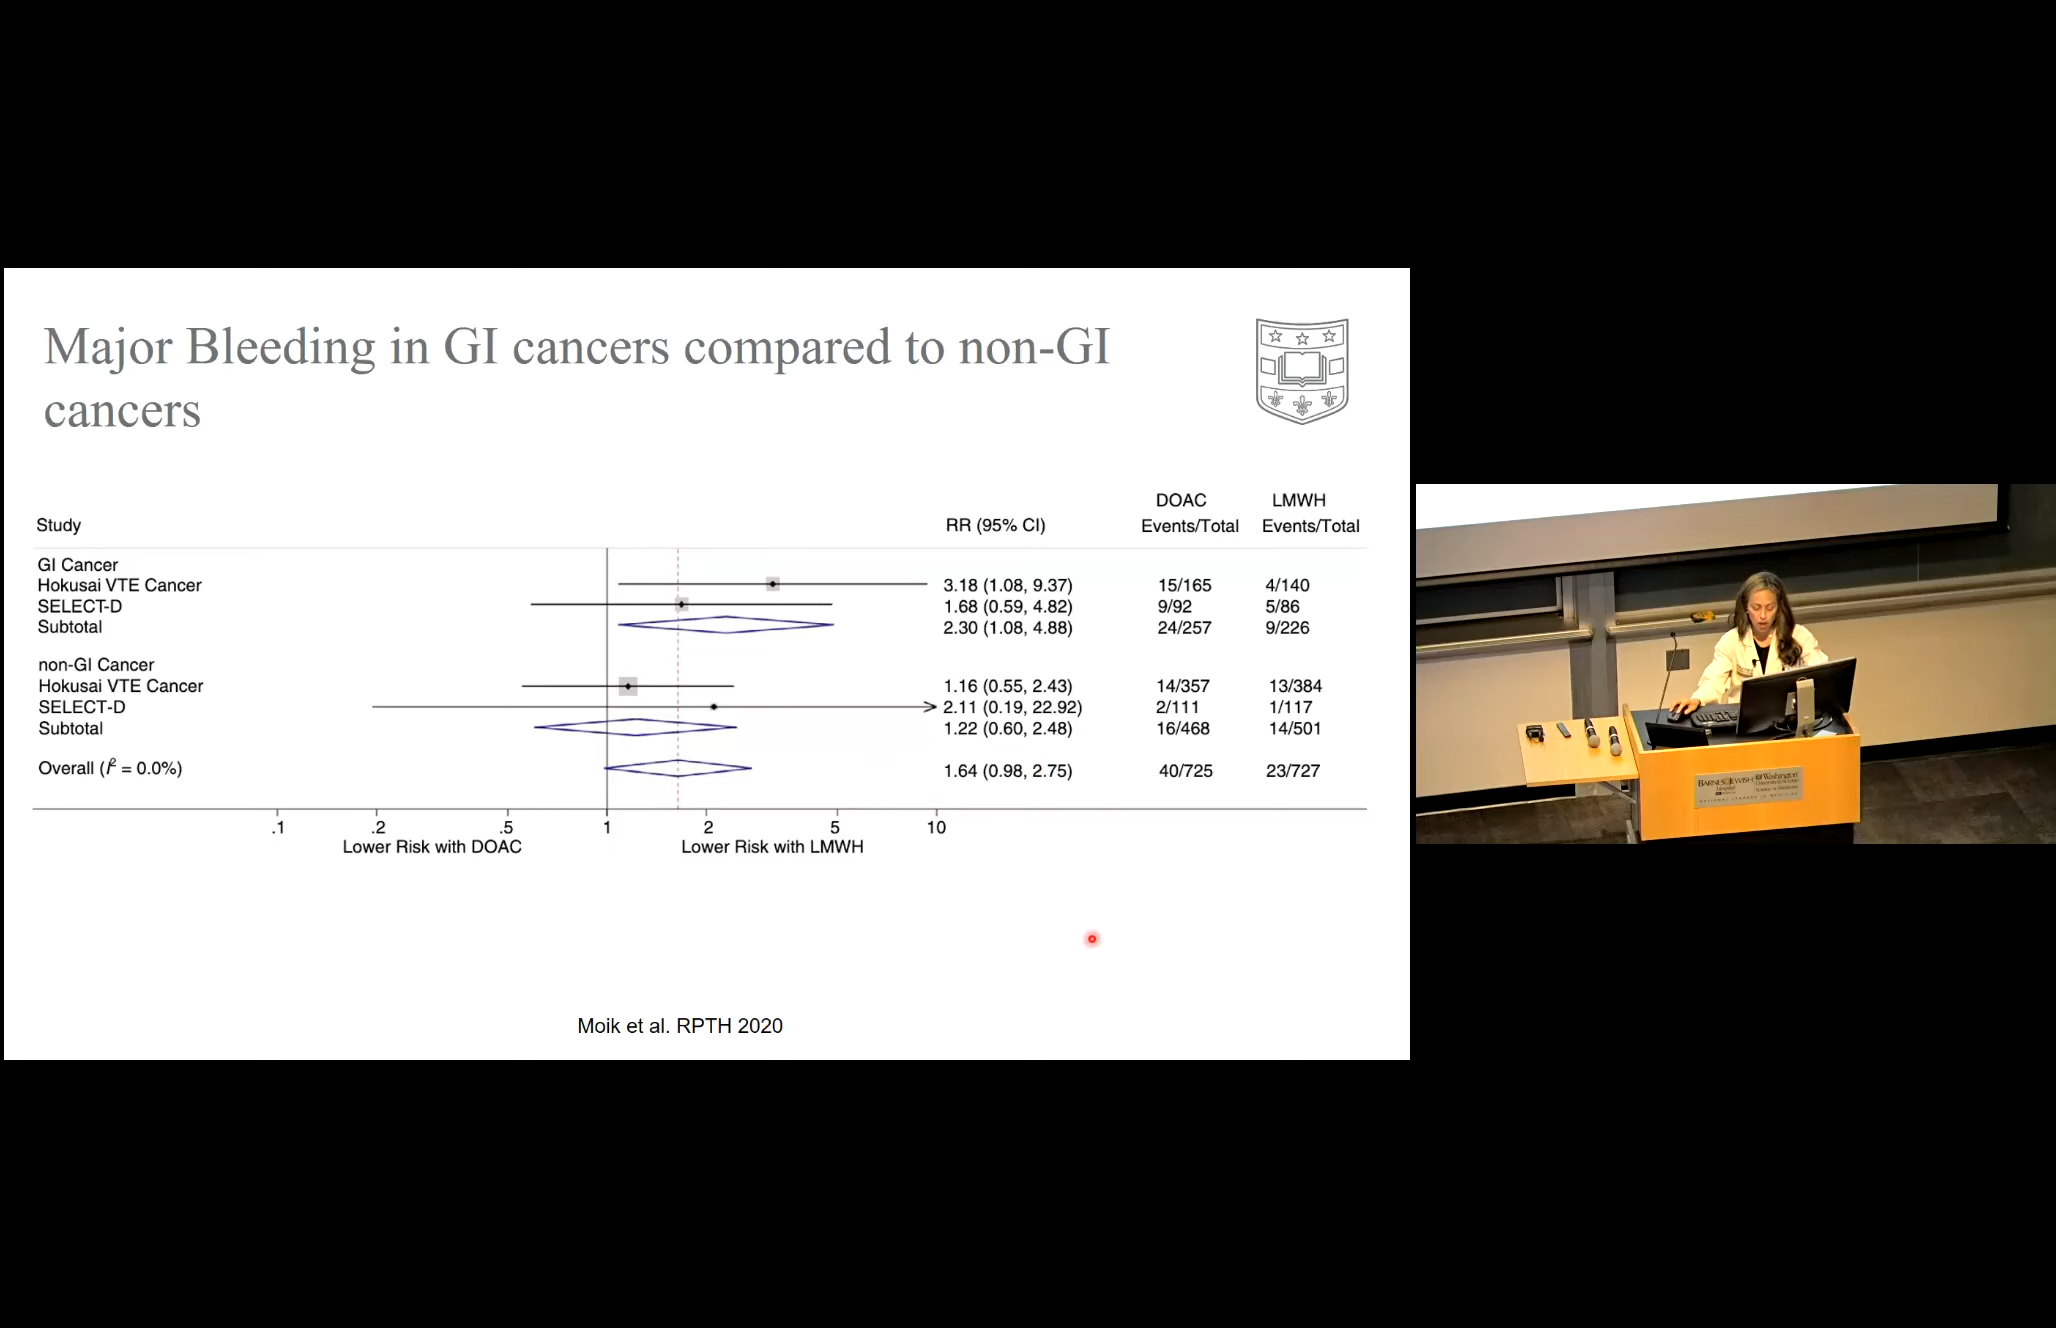 Major Bleeding in GI cancers compared to non-GI
cancers
DOAC LMWH
Study RR (95% CI) Events/Total Events/Total
GI Cancer
Hokusai VTE Cancer 3.18 (1.08, 9.37) 15/165 4/140
SELECT-D 1.68 (0.59, 4.82) 9/92 5/86
Subtotal 2.30 (1.08, 4.88) 24/257 9/226
non-GI Cancer
Hokusai VTE Cancer 1.16 (0.55, 2.43) 14/357 13/384
SELECT-D 2.11 (0.19, 22.92) 2/111 1/117
Subtotal 1.22 (0.60, 2.48) 16/468 14/501
Overall (I² = 0.0%) 1.64 (0.98, 2.75) 40/725 23/727
.1 .2 .5 1 2 5 10
Lower Risk with DOAC Lower Risk with LMWH
Moik et al. RPTH 2020
BARNES JEWISH Washington
Hospital